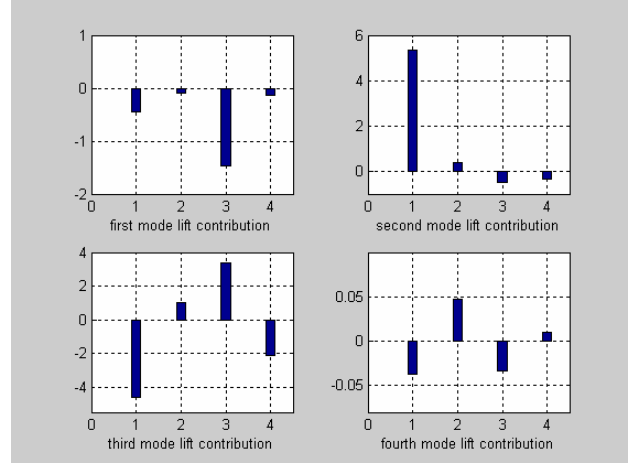 1
0
-1
-2
0 1 2 3 4
first mode lift contribution
6
4
2
0
0 1 2 3 4
second mode lift contribution
4
2
0
-2
-4
0 1 2 3 4
third mode lift contribution
0.05
0
-0.05
0 1 2 3 4
fourth mode lift contribution